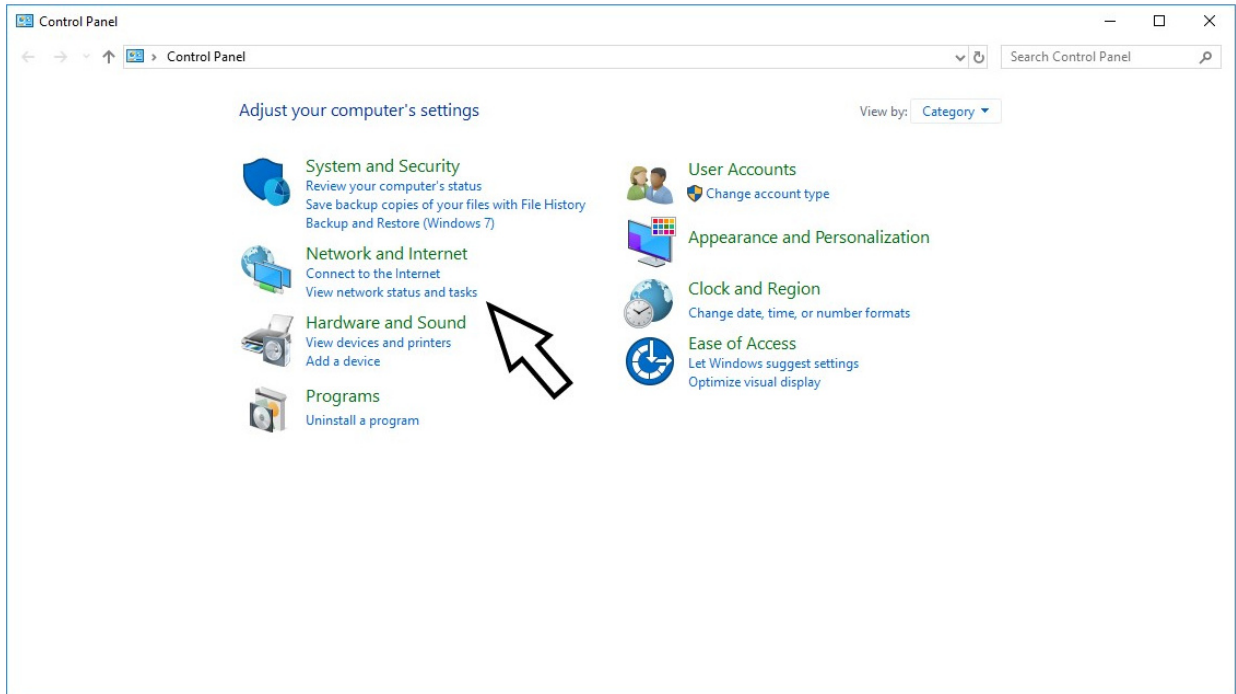 Control Panel
Control Panel
Search Control Panel
Adjust your computer's settings
View by: Category
System and Security
Review your computer's status
Save backup copies of your files with File History
Backup and Restore (Windows 7)
Network and Internet
Connect to the Internet
View network status and tasks
Hardware and Sound
View devices and printers
Add a device
Programs
Uninstall a program
User Accounts
Change account type
Appearance and Personalization
Clock and Region
Change date, time, or number formats
Ease of Access
Let Windows suggest settings
Optimize visual display